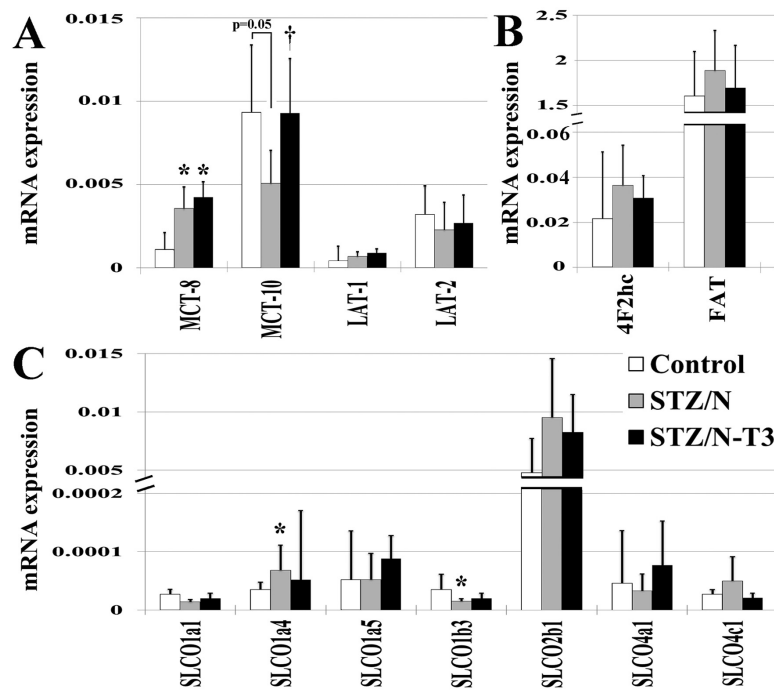 A
mRNA expression
0.015
0.01
0.005
0
p=0.05
†
* *
MCT-8
MCT-10
LAT-1
LAT-2
B
mRNA expression
2.5
2
1.5
0.06
0.04
0.02
0
4F2hc
FAT
C
mRNA expression
0.015
0.01
0.005
0.0002
0.0001
0
*
*
SLCO1a1
SLCO1a4
SLCO1a5
SLCO1b3
SLCO2b1
SLCO4a1
SLCO4c1
Control
STZ/N
STZ/N-T3